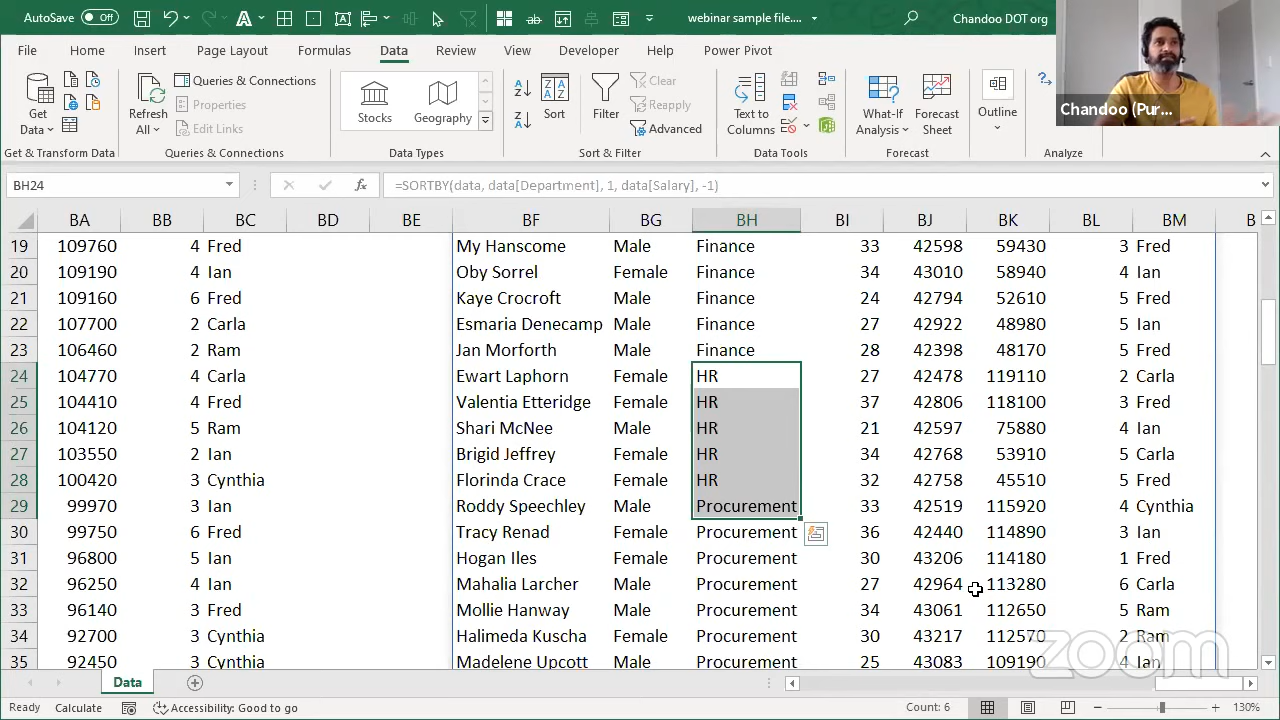 AutoSave Off webinar sample file.... Chandoo DOT org
File Home Insert Page Layout Formulas Data Review View Developer Help Power Pivot
Get Data
Refresh All
Queries & Connections
Properties
Edit Links
Stocks Geography
Sort Filter
Clear
Reapply
Advanced
Text to Columns
What-If Analysis
Forecast Sheet
Outline
Chandoo (Pur...
Get & Transform Data Queries & Connections Data Types Sort & Filter Data Tools Forecast Analyze
BH24 fx =SORTBY(data, data[Department], 1, data[Salary], -1)
BA BB BC BD BE BF BG BH BI BJ BK BL BM B
19 109760 4 Fred My Hanscome Male Finance 33 42598 59430 3 Fred
20 109190 4 Ian Oby Sorrel Female Finance 34 43010 58940 4 Ian
21 109160 6 Fred Kaye Crocroft Male Finance 24 42794 52610 5 Fred
22 107700 2 Carla Esmaria Denecamp Male Finance 27 42922 48980 5 Ian
23 106460 2 Ram Jan Morforth Male Finance 28 42398 48170 5 Fred
24 104770 4 Carla Ewart Laphorn Female HR 27 42478 119110 2 Carla
25 104410 4 Fred Valentia Etteridge Female HR 37 42806 118100 3 Fred
26 104120 5 Ram Shari McNee Male HR 21 42597 75880 4 Ian
27 103550 2 Ian Brigid Jeffrey Female HR 34 42768 53910 5 Carla
28 100420 3 Cynthia Florinda Crace Female HR 32 42758 45510 5 Fred
29 99970 3 Ian Roddy Speechley Male Procurement 33 42519 115920 4 Cynthia
30 99750 6 Fred Tracy Renad Female Procurement 36 42440 114890 3 Ian
31 96800 5 Ian Hogan Iles Female Procurement 30 43206 114180 1 Fred
32 96250 4 Ian Mahalia Larcher Male Procurement 27 42964 113280 6 Carla
33 96140 3 Fred Mollie Hanway Male Procurement 34 43061 112650 5 Ram
34 92700 3 Cynthia Halimeda Kuscha Female Procurement 30 43217 112570 2 Ram
35 92450 3 Cynthia Madelene Upcott Male Procurement 25 43083 109190 4 Ian
zoom
Data
Ready Calculate Accessibility: Good to go Count: 6 130%